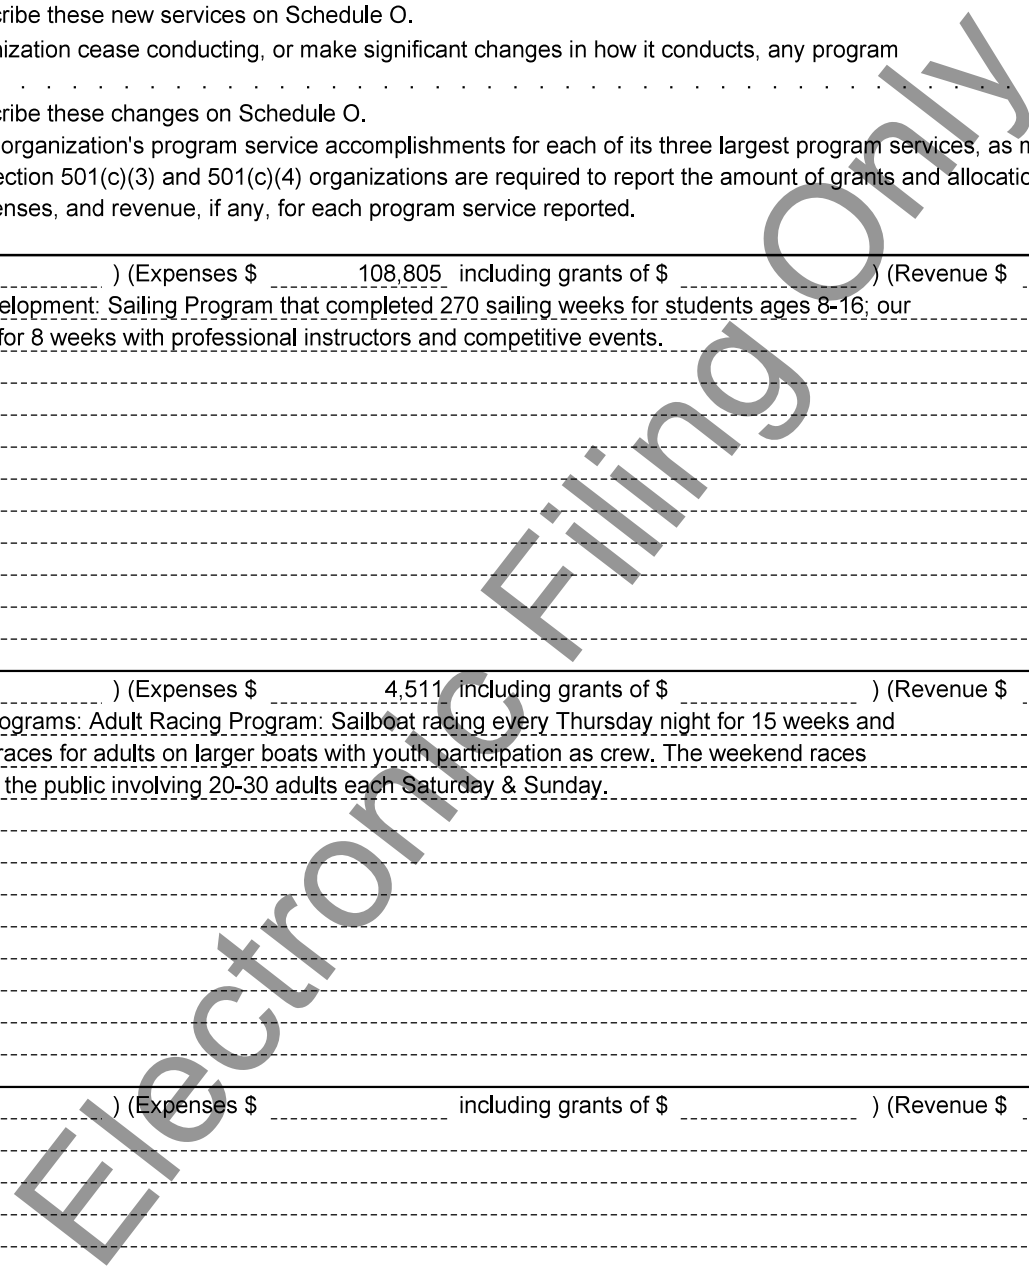 ribe these new services on Schedule O.
nization cease conducting, or make significant changes in how it conducts, any program
. . . . . . . . . . . . . . . . . . . . . . . . . . . . . . . . . . . . . . . . . .
ribe these changes on Schedule O.
organization's program service accomplishments for each of its three largest program services, as m
ection 501(c)(3) and 501(c)(4) organizations are required to report the amount of grants and allocatio
enses, and revenue, if any, for each program service reported.
) (Expenses $ 108,805 including grants of $ ) (Revenue $
elopment: Sailing Program that completed 270 sailing weeks for students ages 8-16; our
for 8 weeks with professional instructors and competitive events.
) (Expenses $ 4,511 including grants of $ ) (Revenue $
ograms: Adult Racing Program: Sailboat racing every Thursday night for 15 weeks and
races for adults on larger boats with youth participation as crew. The weekend races
the public involving 20-30 adults each Saturday & Sunday.
) (Expenses $ including grants of $ ) (Revenue $
Electronic Filing Only